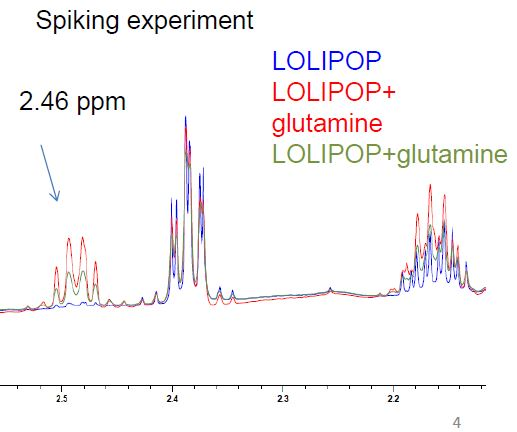 Spiking experiment
LOLIPOP
LOLIPOP+
glutamine
LOLIPOP+glutamine
2.46 ppm
2.5 2.4 2.3 2.2
4